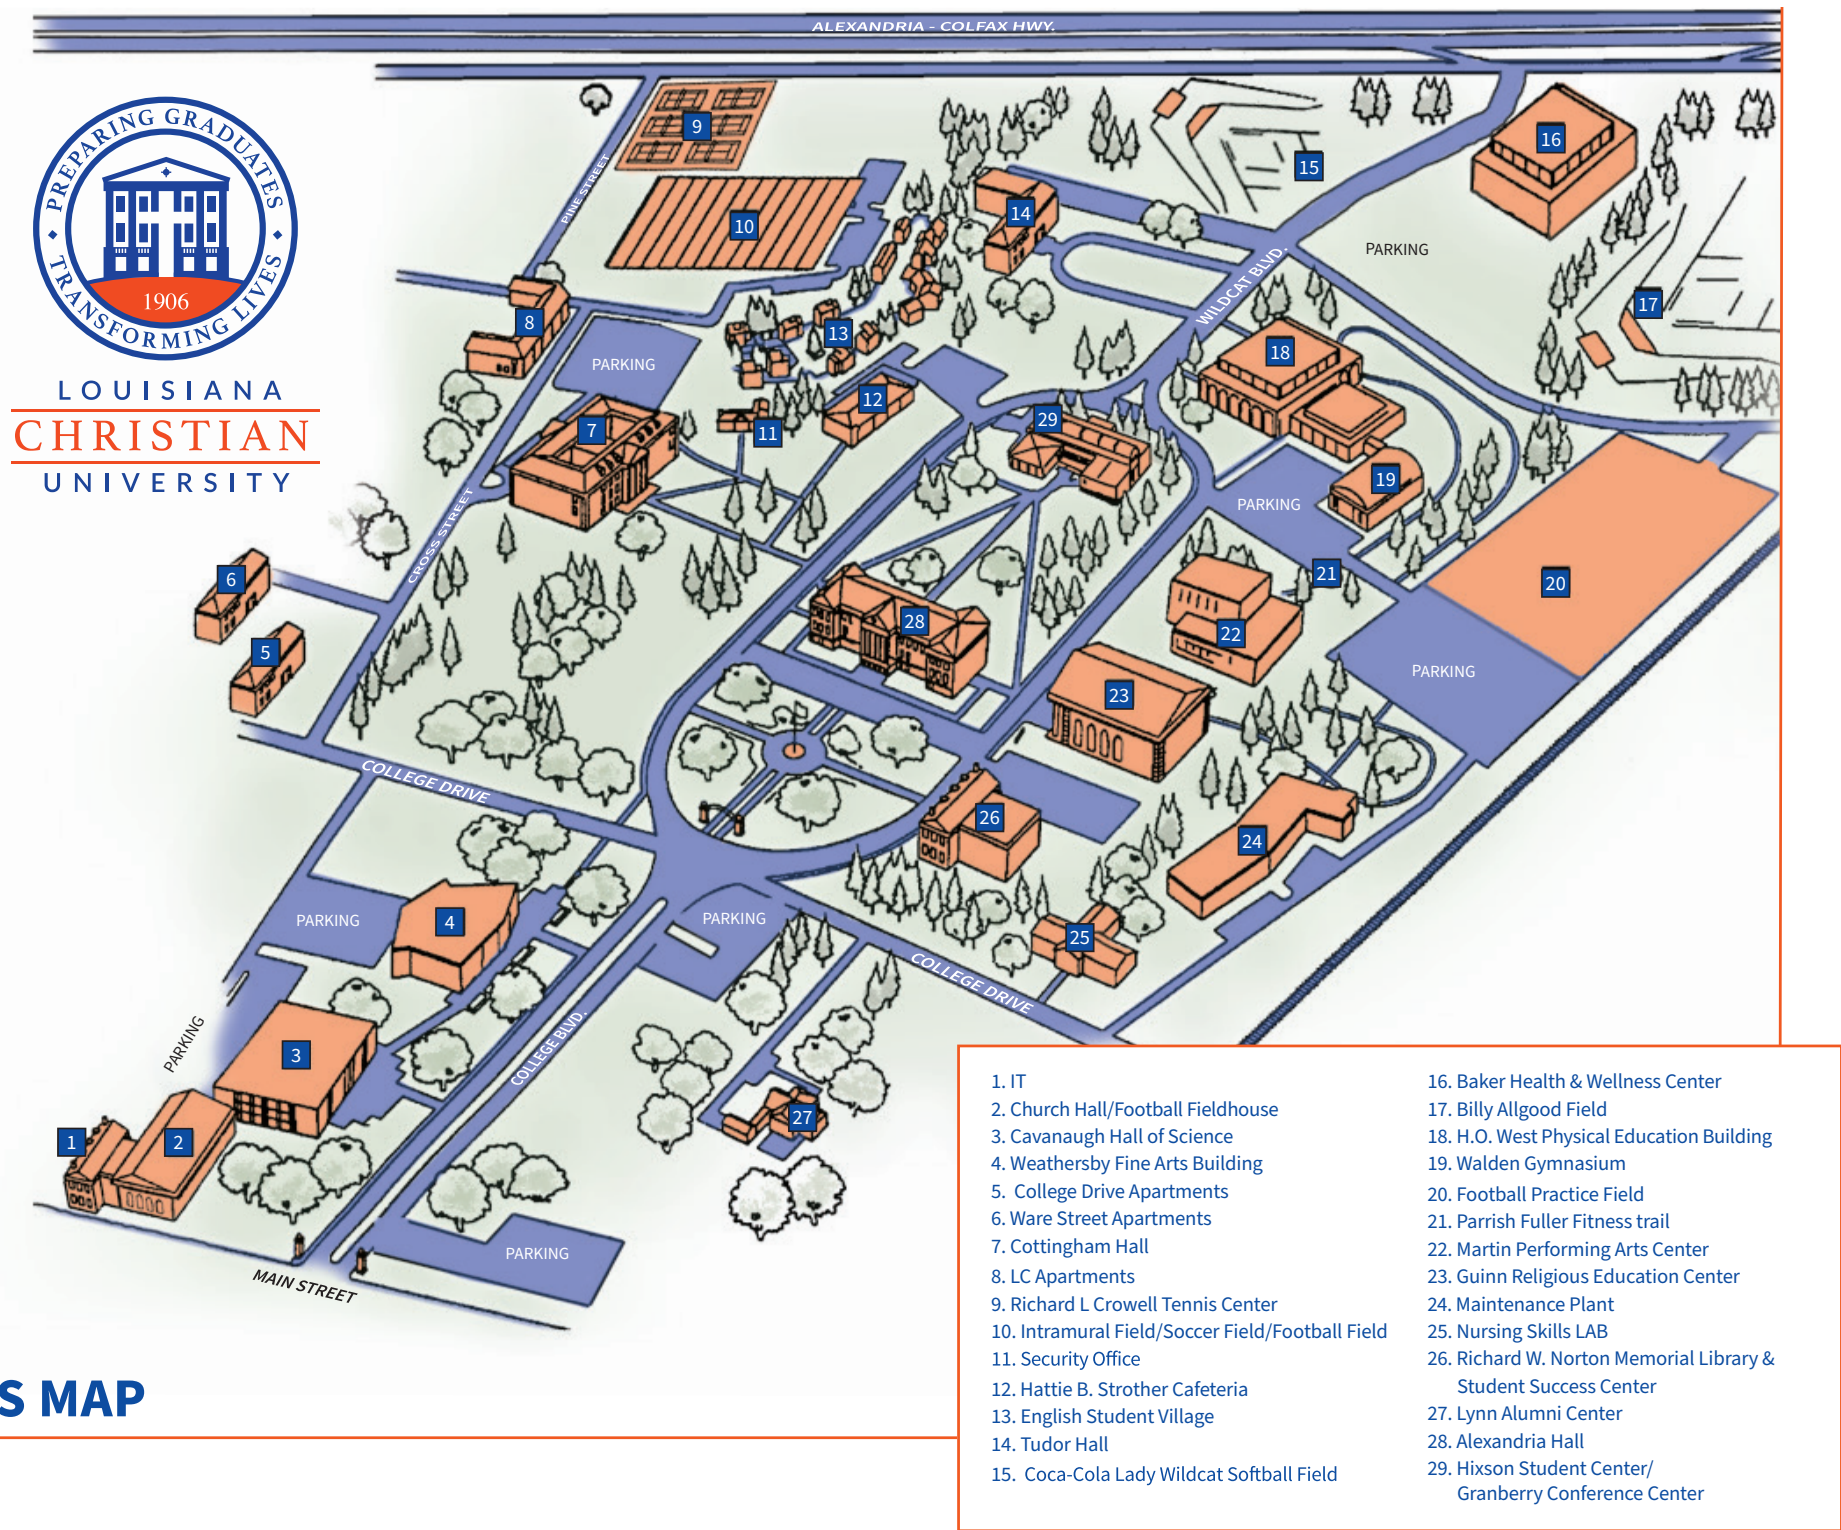 ALEXANDRIA - COLFAX HWY.
PREPARING GRADUATES
TRANSFORMING LIVES
1906
LOUISIANA
CHRISTIAN
UNIVERSITY
9
16
15
PINE STREET
10
14
PARKING
WILDCAT BLVD.
17
8
13
PARKING
18
12
7
11
29
19
CROSS STREET
PARKING
6
21
20
5
28
22
PARKING
23
COLLEGE DRIVE
26
24
PARKING
4
PARKING
25
COLLEGE DRIVE
PARKING
3
COLLEGE BLVD.
27
1
2
PARKING
MAIN STREET
S MAP
1. IT
2. Church Hall/Football Fieldhouse
3. Cavanaugh Hall of Science
4. Weathersby Fine Arts Building
5. College Drive Apartments
6. Ware Street Apartments
7. Cottingham Hall
8. LC Apartments
9. Richard L Crowell Tennis Center
10. Intramural Field/Soccer Field/Football Field
11. Security Office
12. Hattie B. Strother Cafeteria
13. English Student Village
14. Tudor Hall
15. Coca-Cola Lady Wildcat Softball Field
16. Baker Health & Wellness Center
17. Billy Allgood Field
18. H.O. West Physical Education Building
19. Walden Gymnasium
20. Football Practice Field
21. Parrish Fuller Fitness trail
22. Martin Performing Arts Center
23. Guinn Religious Education Center
24. Maintenance Plant
25. Nursing Skills LAB
26. Richard W. Norton Memorial Library &
Student Success Center
27. Lynn Alumni Center
28. Alexandria Hall
29. Hixson Student Center/
Granberry Conference Center